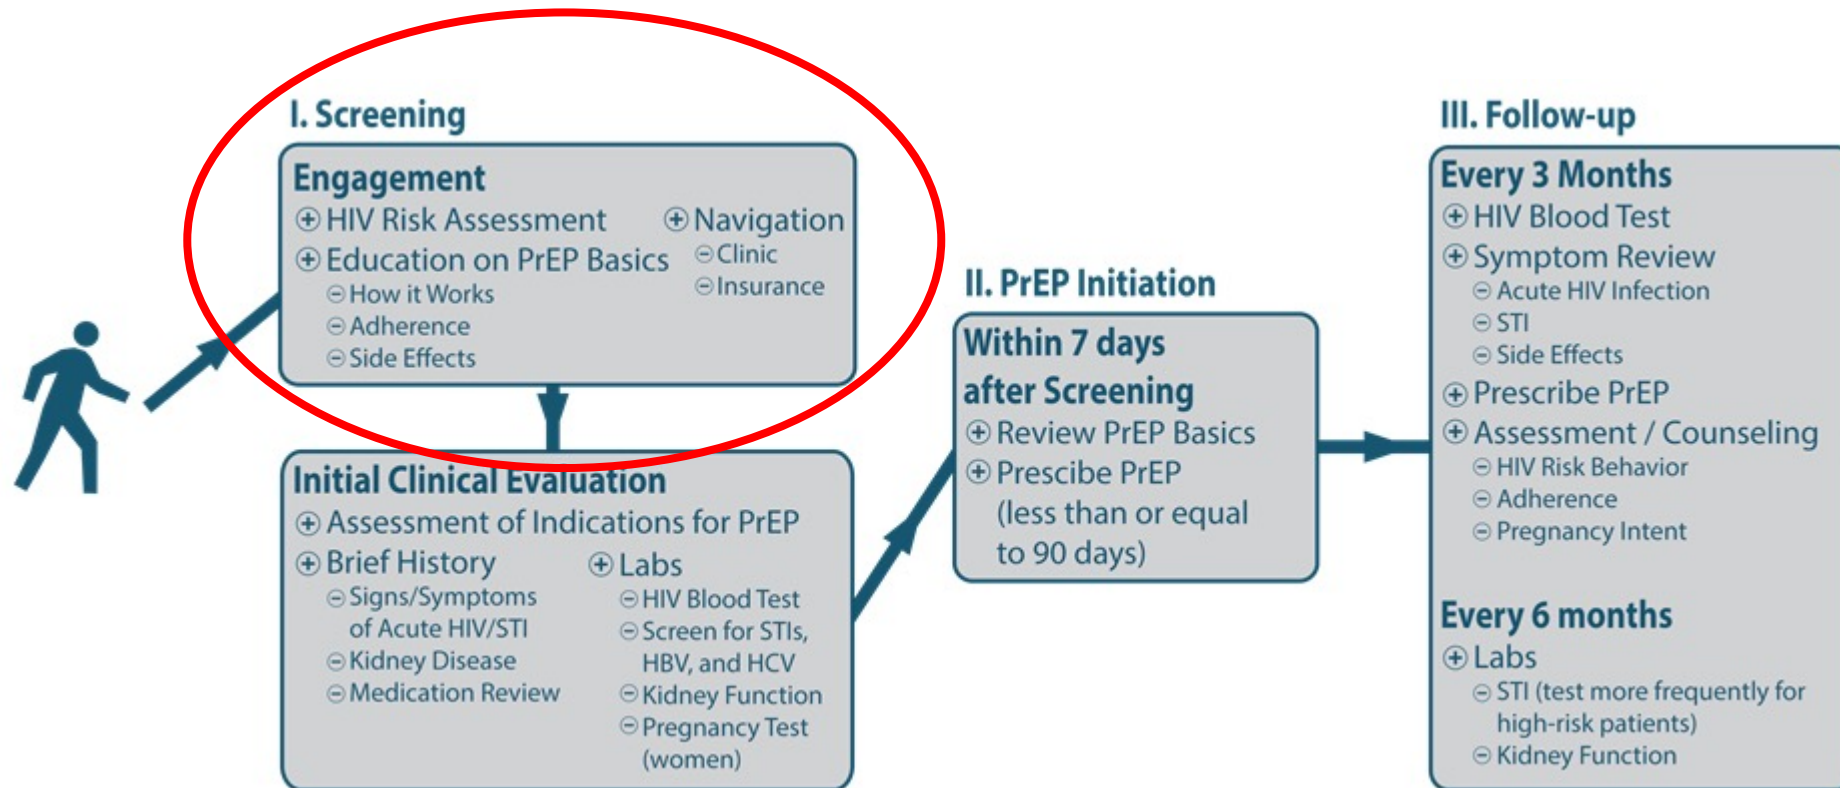 I. Screening
Engagement
HIV Risk Assessment
Education on PrEP Basics
How it Works
Adherence
Side Effects
Navigation
Clinic
Insurance
Initial Clinical Evaluation
Assessment of Indications for PrEP
Brief History
Signs/Symptoms
of Acute HIV/STI
Kidney Disease
Medication Review
Labs
HIV Blood Test
Screen for STIs,
HBV, and HCV
Kidney Function
Pregnancy Test
(women)
II. PrEP Initiation
Within 7 days
after Screening
Review PrEP Basics
Prescibe PrEP
(less than or equal
to 90 days)
III. Follow-up
Every 3 Months
HIV Blood Test
Symptom Review
Acute HIV Infection
STI
Side Effects
Prescribe PrEP
Assessment / Counseling
HIV Risk Behavior
Adherence
Pregnancy Intent
Every 6 months
Labs
STI (test more frequently for
high-risk patients)
Kidney Function